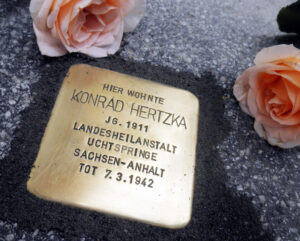 HIER WOHNTE
KONRAD HERTZKA
JG. 1911
LANDESHEILANSTALT
UCHTSPRINGE
SACHSEN-ANHALT
TOT 7.3.1942